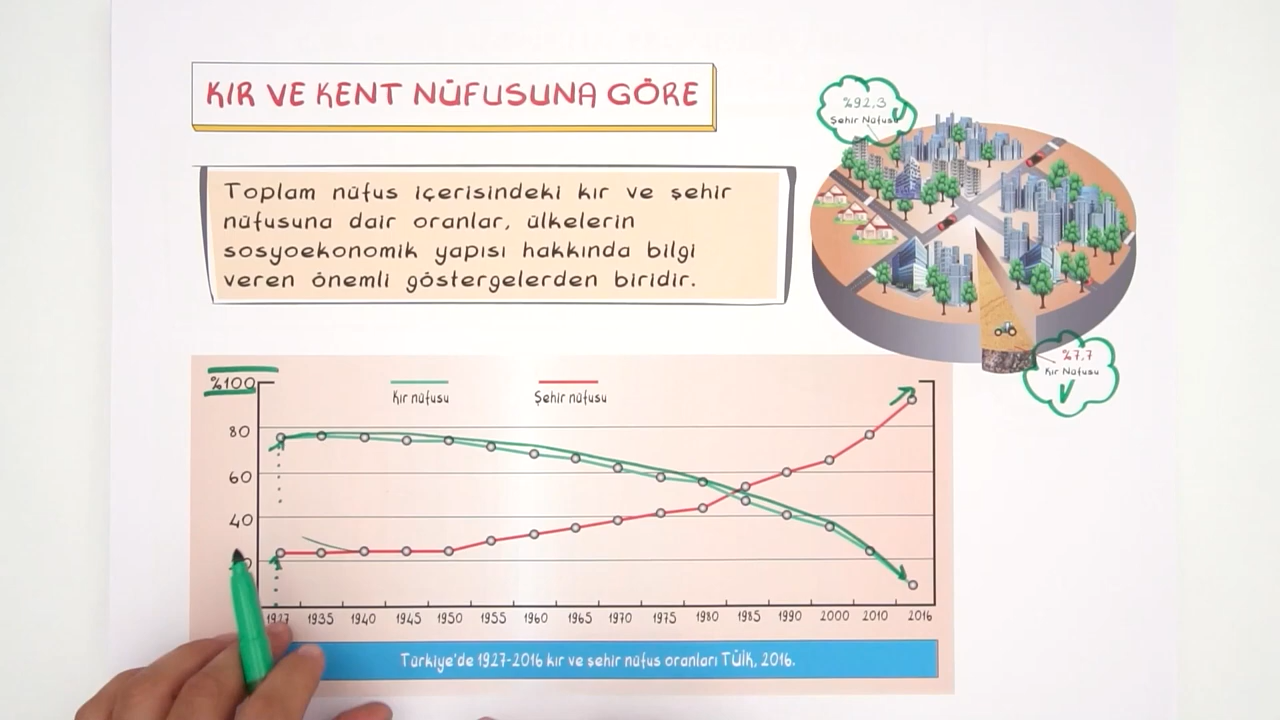 KIR VE KENT NÜFUSUNA GÖRE
%92,3
Şehir Nüfusu
Toplam nüfus içerisindeki kır ve şehir
nüfusuna dair oranlar, ülkelerin
sosyoekonomik yapısı hakkında bilgi
veren önemli göstergelerden biridir.
%7,7
Kır Nüfusu
%100
Kır nüfusu
Şehir nüfusu
80
60
40
1927 1935 1940 1945 1950 1955 1960 1965 1970 1975 1980 1985 1990 2000 2010 2016
Türkiye'de 1927-2016 kır ve şehir nüfus oranları TÜİK, 2016.